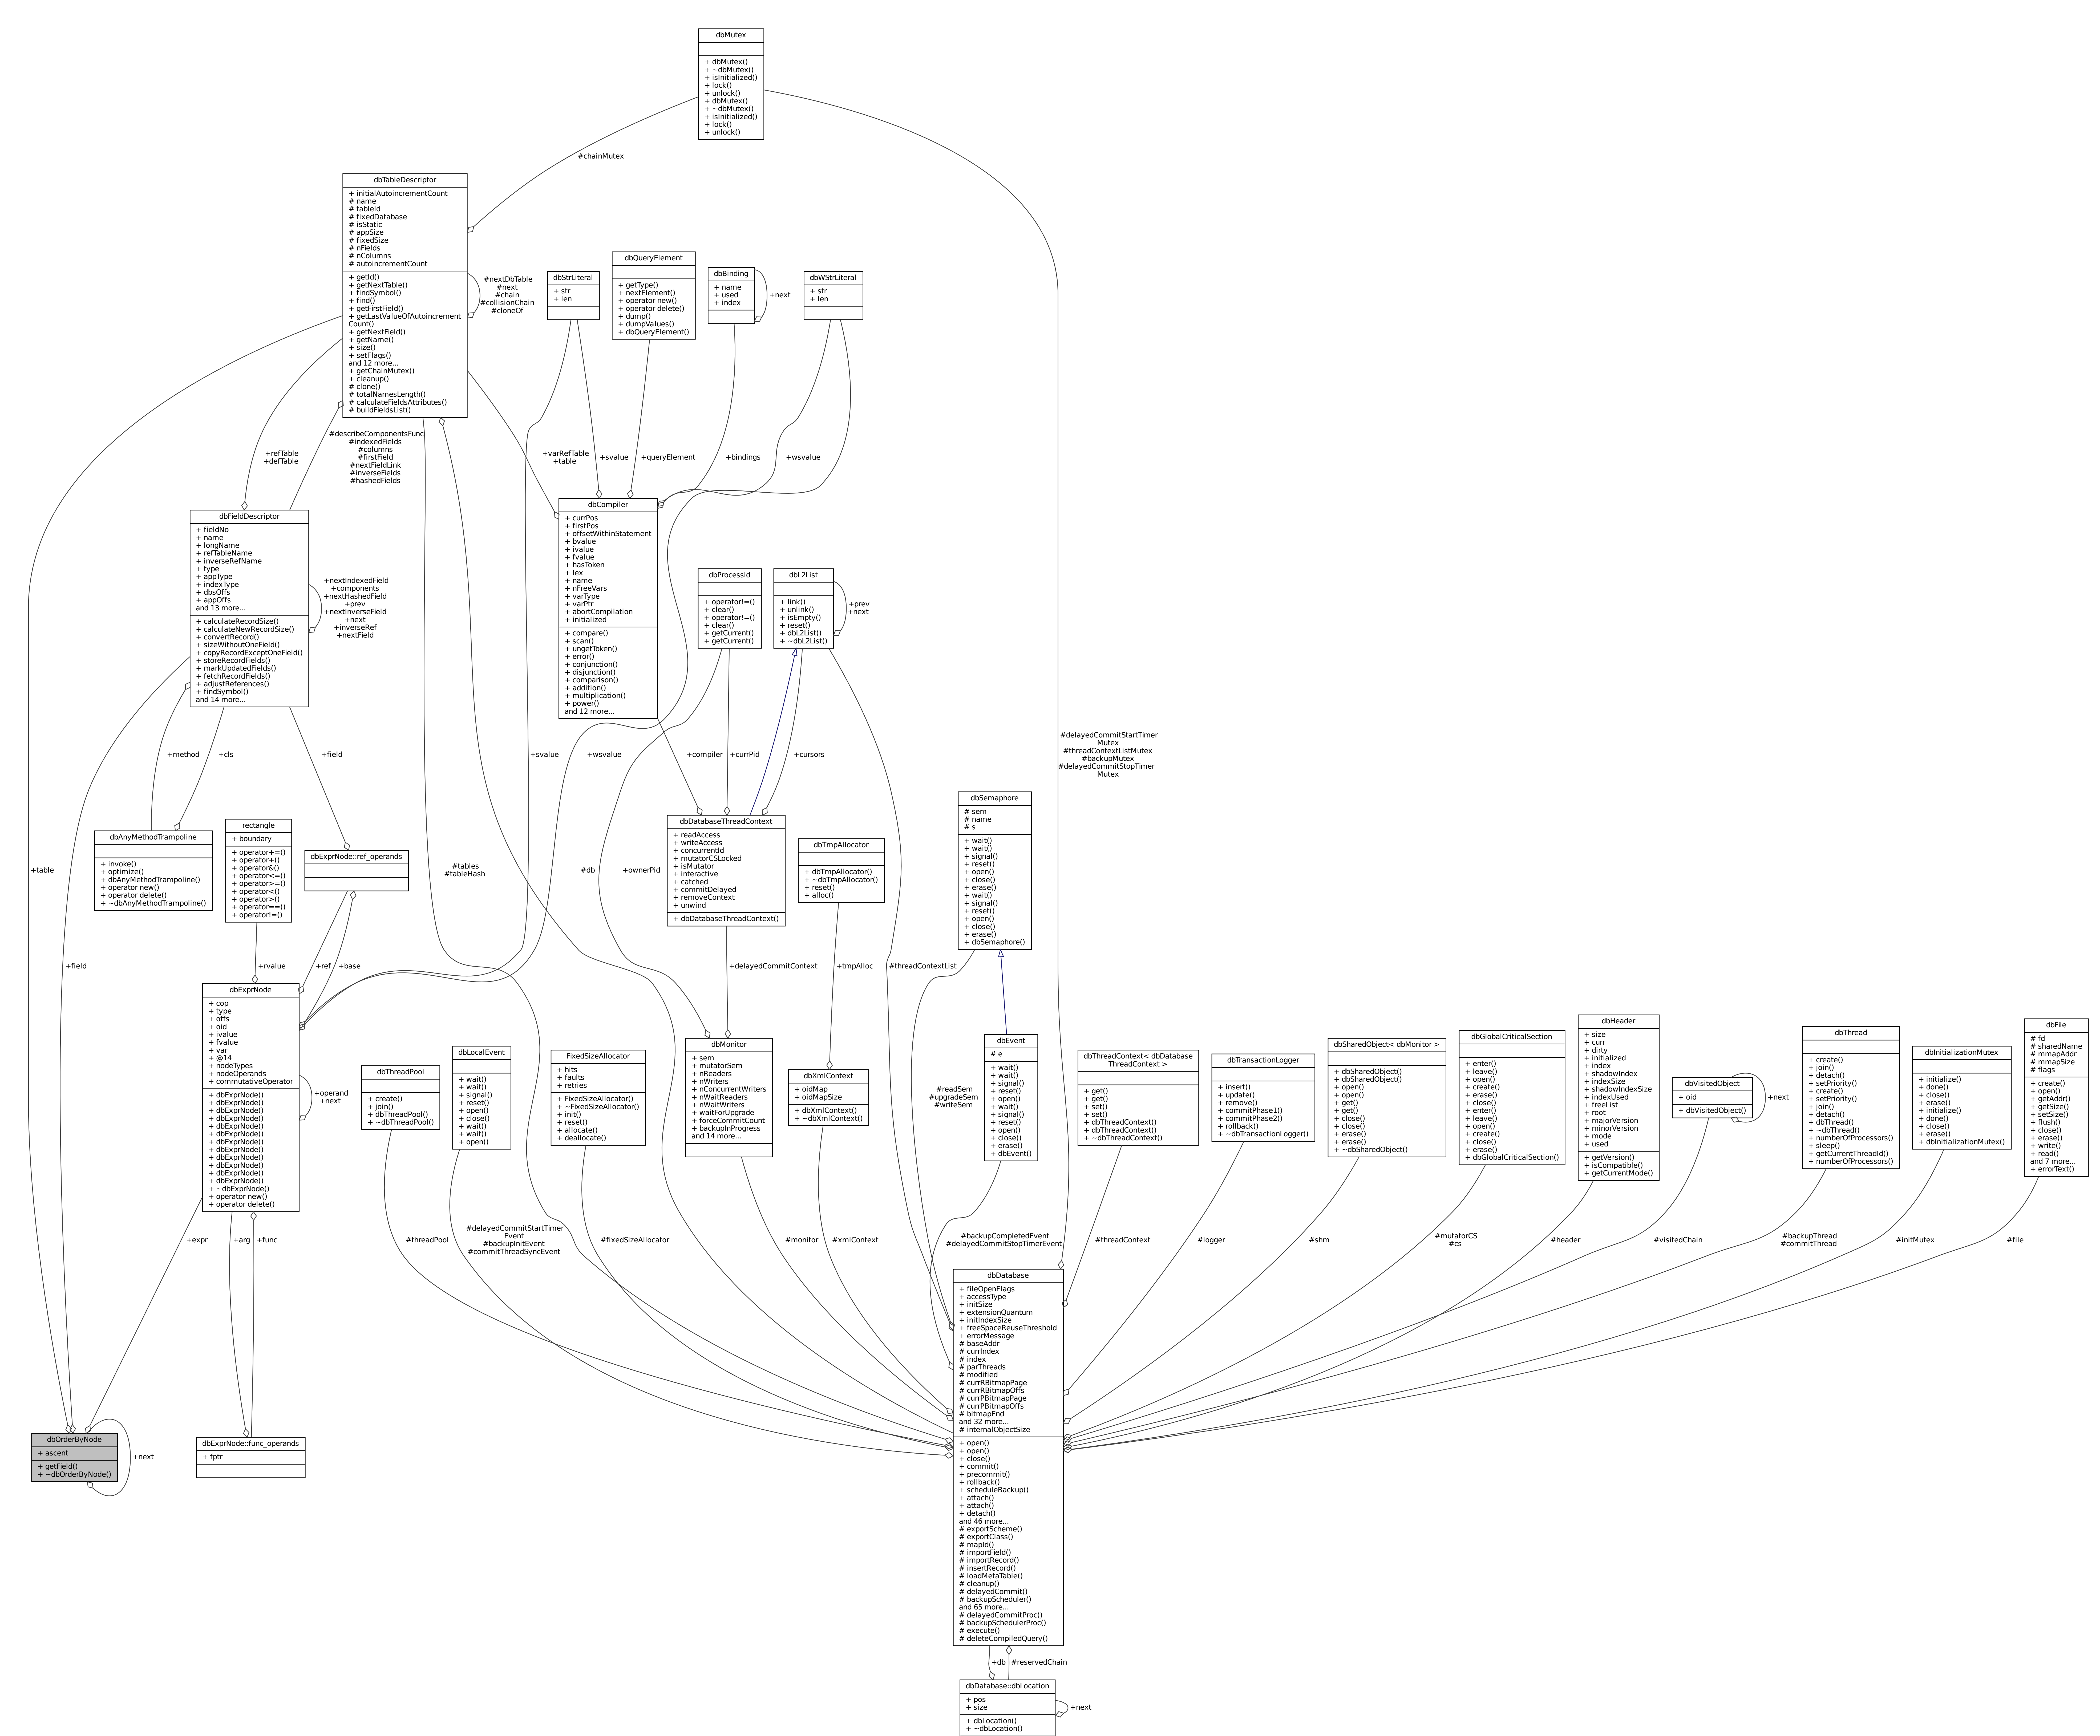 dbMutex
+ dbMutex()
+ ~dbMutex()
+ isInitialized()
+ lock()
+ unlock()
+ dbMutex()
+ ~dbMutex()
+ isInitialized()
+ lock()
+ unlock()
#chainMutex
dbTableDescriptor
+ initialAutoincrementCount
# name
# tableId
# fixedDatabase
# isStatic
# appSize
# fixedSize
# nFields
# nColumns
# autoincrementCount
+ getId()
+ getNextTable()
+ findSymbol()
+ find()
+ getFirstField()
+ getLastValueOfAutoincrement
Count()
+ getNextField()
+ getName()
+ size()
+ setFlags()
and 12 more...
+ getChainMutex()
+ cleanup()
# clone()
# totalNamesLength()
# calculateFieldsAttributes()
# buildFieldsList()
#nextDbTable
#next
#chain
#collisionChain
#cloneOf
dbStrLiteral
+ str
+ len
dbQueryElement
+ getType()
+ nextElement()
+ operator new()
+ operator delete()
+ dump()
+ dumpValues()
+ dbQueryElement()
dbBinding
+ name
+ used
+ index
+next
dbWStrLiteral
+ str
+ len
+refTable
+defTable
#describeComponentsFunc
#indexedFields
#columns
#firstField
#nextFieldLink
#inverseFields
#hashedFields
+varRefTable
+table
+svalue
+queryElement
+bindings
+wsvalue
dbFieldDescriptor
+ fieldNo
+ name
+ longName
+ refTableName
+ inverseRefName
+ type
+ appType
+ indexType
+ dbsOffs
+ appOffs
and 13 more...
+ calculateRecordSize()
+ calculateNewRecordSize()
+ convertRecord()
+ sizeWithoutOneField()
+ copyRecordExceptOneField()
+ storeRecordFields()
+ markUpdatedFields()
+ fetchRecordFields()
+ adjustReferences()
+ findSymbol()
and 14 more...
+nextIndexedField
+components
+nextHashedField
+prev
+nextInverseField
+next
+inverseRef
+nextField
dbCompiler
+ currPos
+ firstPos
+ offsetWithinStatement
+ bvalue
+ ivalue
+ fvalue
+ hasToken
+ lex
+ name
+ nFreeVars
+ varType
+ varPtr
+ abortCompilation
+ initialized
+ compare()
+ scan()
+ ungetToken()
+ error()
+ conjunction()
+ disjunction()
+ comparison()
+ addition()
+ multiplication()
+ power()
and 12 more...
dbProcessId
+ operator!=()
+ clear()
+ operator!=()
+ clear()
+ getCurrent()
+ getCurrent()
dbL2List
+ link()
+ unlink()
+ isEmpty()
+ reset()
+ dbL2List()
+ ~dbL2List()
+prev
+next
#delayedCommitStartTimer
Mutex
#threadContextListMutex
#backupMutex
#delayedCommitStopTimer
Mutex
+method
+cls
+field
+svalue
+wsvalue
+compiler
+currPid
+cursors
dbAnyMethodTrampoline
+ invoke()
+ optimize()
+ dbAnyMethodTrampoline()
+ operator new()
+ operator delete()
+ ~dbAnyMethodTrampoline()
rectangle
+ boundary
+ operator+=()
+ operator+()
+ operator&()
+ operator<=()
+ operator>=()
+ operator<()
+ operator>()
+ operator==()
+ operator!=()
dbExprNode::ref_operands
dbDatabaseThreadContext
+ readAccess
+ writeAccess
+ concurrentId
+ mutatorCSLocked
+ isMutator
+ interactive
+ catched
+ commitDelayed
+ removeContext
+ unwind
+ dbDatabaseThreadContext()
dbTmpAllocator
+ dbTmpAllocator()
+ ~dbTmpAllocator()
+ reset()
+ alloc()
dbSemaphore
# sem
# name
# s
+ wait()
+ wait()
+ signal()
+ reset()
+ open()
+ close()
+ erase()
+ wait()
+ signal()
+ reset()
+ open()
+ close()
+ erase()
+ dbSemaphore()
+table
#tables
#tableHash
#db
+ownerPid
+field
+rvalue
+ref
+base
+delayedCommitContext
+tmpAlloc
#threadContextList
dbExprNode
+ cop
+ type
+ offs
+ oid
+ ivalue
+ fvalue
+ var
+ @14
+ nodeTypes
+ nodeOperands
+ commutativeOperator
+ dbExprNode()
+ dbExprNode()
+ dbExprNode()
+ dbExprNode()
+ dbExprNode()
+ dbExprNode()
+ dbExprNode()
+ dbExprNode()
+ dbExprNode()
+ dbExprNode()
+ dbExprNode()
+ dbExprNode()
+ ~dbExprNode()
+ operator new()
+ operator delete()
+operand
+next
dbThreadPool
+ create()
+ join()
+ dbThreadPool()
+ ~dbThreadPool()
dbLocalEvent
+ wait()
+ wait()
+ signal()
+ reset()
+ open()
+ close()
+ wait()
+ wait()
+ open()
FixedSizeAllocator
+ hits
+ faults
+ retries
+ FixedSizeAllocator()
+ ~FixedSizeAllocator()
+ init()
+ reset()
+ allocate()
+ deallocate()
dbMonitor
+ sem
+ mutatorSem
+ nReaders
+ nWriters
+ nConcurrentWriters
+ nWaitReaders
+ nWaitWriters
+ waitForUpgrade
+ forceCommitCount
+ backupInProgress
and 14 more...
dbXmlContext
+ oidMap
+ oidMapSize
+ dbXmlContext()
+ ~dbXmlContext()
#readSem
#upgradeSem
#writeSem
dbEvent
# e
+ wait()
+ wait()
+ signal()
+ reset()
+ open()
+ wait()
+ signal()
+ reset()
+ open()
+ close()
+ erase()
+ dbEvent()
dbThreadContext< dbDatabase
ThreadContext >
+ get()
+ get()
+ set()
+ set()
+ dbThreadContext()
+ dbThreadContext()
+ ~dbThreadContext()
dbTransactionLogger
+ insert()
+ update()
+ remove()
+ commitPhase1()
+ commitPhase2()
+ rollback()
+ ~dbTransactionLogger()
dbSharedObject< dbMonitor >
+ dbSharedObject()
+ dbSharedObject()
+ open()
+ open()
+ get()
+ get()
+ close()
+ close()
+ erase()
+ erase()
+ ~dbSharedObject()
dbGlobalCriticalSection
+ enter()
+ leave()
+ open()
+ create()
+ erase()
+ close()
+ enter()
+ leave()
+ open()
+ create()
+ close()
+ erase()
+ dbGlobalCriticalSection()
dbHeader
+ size
+ curr
+ dirty
+ initialized
+ index
+ shadowIndex
+ indexSize
+ shadowIndexSize
+ indexUsed
+ freeList
+ root
+ majorVersion
+ minorVersion
+ mode
+ used
+ getVersion()
+ isCompatible()
+ getCurrentMode()
dbVisitedObject
+ oid
+ dbVisitedObject()
+next
dbThread
+ create()
+ join()
+ detach()
+ setPriority()
+ create()
+ setPriority()
+ join()
+ detach()
+ dbThread()
+ ~dbThread()
+ numberOfProcessors()
+ sleep()
+ getCurrentThreadId()
+ numberOfProcessors()
dbInitializationMutex
+ initialize()
+ done()
+ close()
+ erase()
+ initialize()
+ done()
+ close()
+ erase()
+ dbInitializationMutex()
dbFile
# fd
# sharedName
# mmapAddr
# mmapSize
# flags
+ create()
+ open()
+ getAddr()
+ getSize()
+ setSize()
+ flush()
+ close()
+ erase()
+ write()
+ read()
and 7 more...
+ errorText()
+expr
+arg
+func
#threadPool
#delayedCommitStartTimer
Event
#backupInitEvent
#commitThreadSyncEvent
#fixedSizeAllocator
#monitor
#xmlContext
#backupCompletedEvent
#delayedCommitStopTimerEvent
#threadContext
#logger
#shm
#mutatorCS
#cs
#header
#visitedChain
#backupThread
#commitThread
#initMutex
#file
dbDatabase
+ fileOpenFlags
+ accessType
+ initSize
+ extensionQuantum
+ initIndexSize
+ freeSpaceReuseThreshold
+ errorMessage
# baseAddr
# currIndex
# index
# parThreads
# modified
# currRBitmapPage
# currRBitmapOffs
# currPBitmapPage
# currPBitmapOffs
# bitmapEnd
and 32 more...
# internalObjectSize
+ open()
+ open()
+ close()
+ commit()
+ precommit()
+ rollback()
+ scheduleBackup()
+ attach()
+ attach()
+ detach()
and 46 more...
# exportScheme()
# exportClass()
# mapId()
# importField()
# importRecord()
# insertRecord()
# loadMetaTable()
# cleanup()
# delayedCommit()
# backupScheduler()
and 65 more...
# delayedCommitProc()
# backupSchedulerProc()
# execute()
# deleteCompiledQuery()
dbOrderByNode
+ ascent
+ getField()
+ ~dbOrderByNode()
+next
dbExprNode::func_operands
+ fptr
+db
#reservedChain
dbDatabase::dbLocation
+ pos
+ size
+ dbLocation()
+ ~dbLocation()
+next